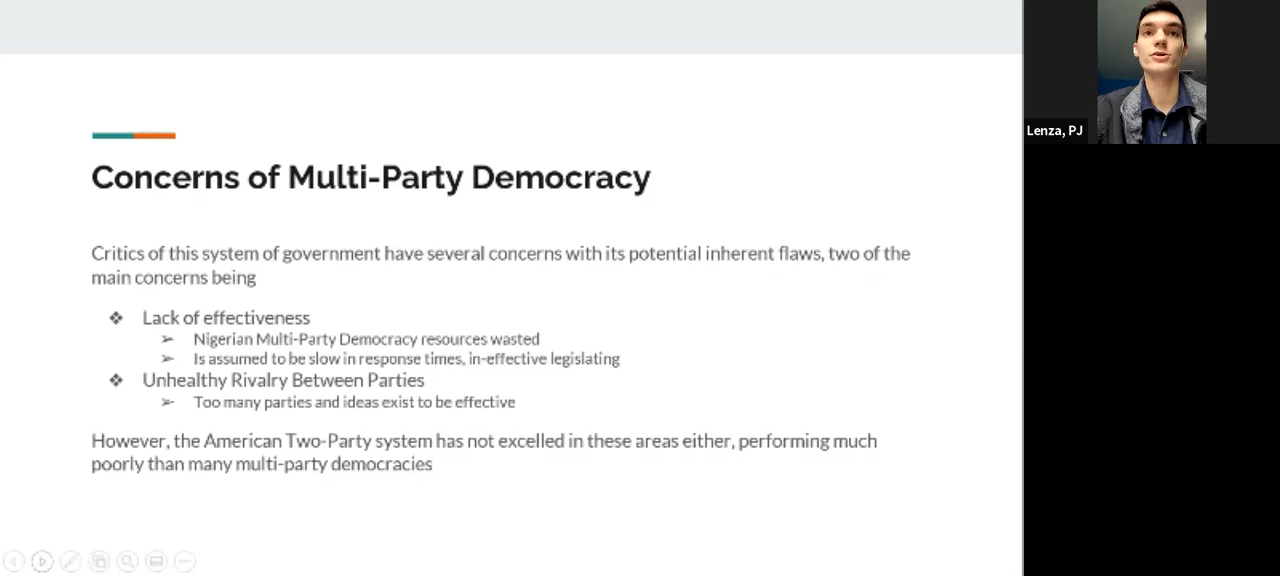 Concerns of Multi-Party Democracy
Critics of this system of government have several concerns with its potential inherent flaws, two of the
main concerns being
❖ Lack of effectiveness
➢ Nigerian Multi-Party Democracy resources wasted
➢ Is assumed to be slow in response times, in-effective legislating
❖ Unhealthy Rivalry Between Parties
➢ Too many parties and ideas exist to be effective
However, the American Two-Party system has not excelled in these areas either, performing much
poorly than many multi-party democracies
Lenza, PJ